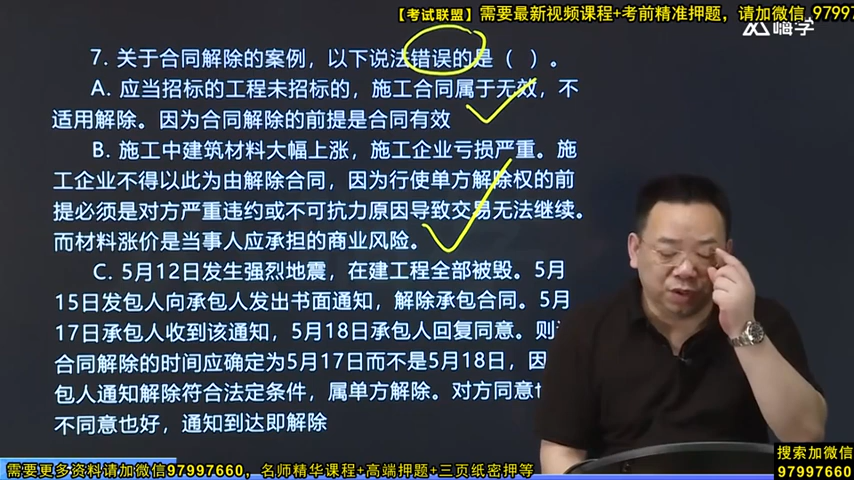 【考试联盟】需要最新视频课程+考前精准押题，请加微信 97997
嗨学
7. 关于合同解除的案例，以下说法错误的是（ ）。
A. 应当招标的工程未招标的，施工合同属于无效，不
适用解除。因为合同解除的前提是合同有效
B. 施工中建筑材料大幅上涨，施工企业亏损严重。施
工企业不得以此为由解除合同，因为行使单方解除权的前
提必须是对方严重违约或不可抗力原因导致交易无法继续。
而材料涨价是当事人应承担的商业风险。
C. 5月12日发生强烈地震，在建工程全部被毁。5月
15日发包人向承包人发出书面通知，解除承包合同。5月
17日承包人收到该通知，5月18日承包人回复同意。则
合同解除的时间应确定为5月17日而不是5月18日，因
包人通知解除符合法定条件，属单方解除。对方同意
不同意也好，通知到达即解除
需要更多资料请加微信97997660，名师精华课程+高端押题+三页纸密押等
搜索加微信
97997660